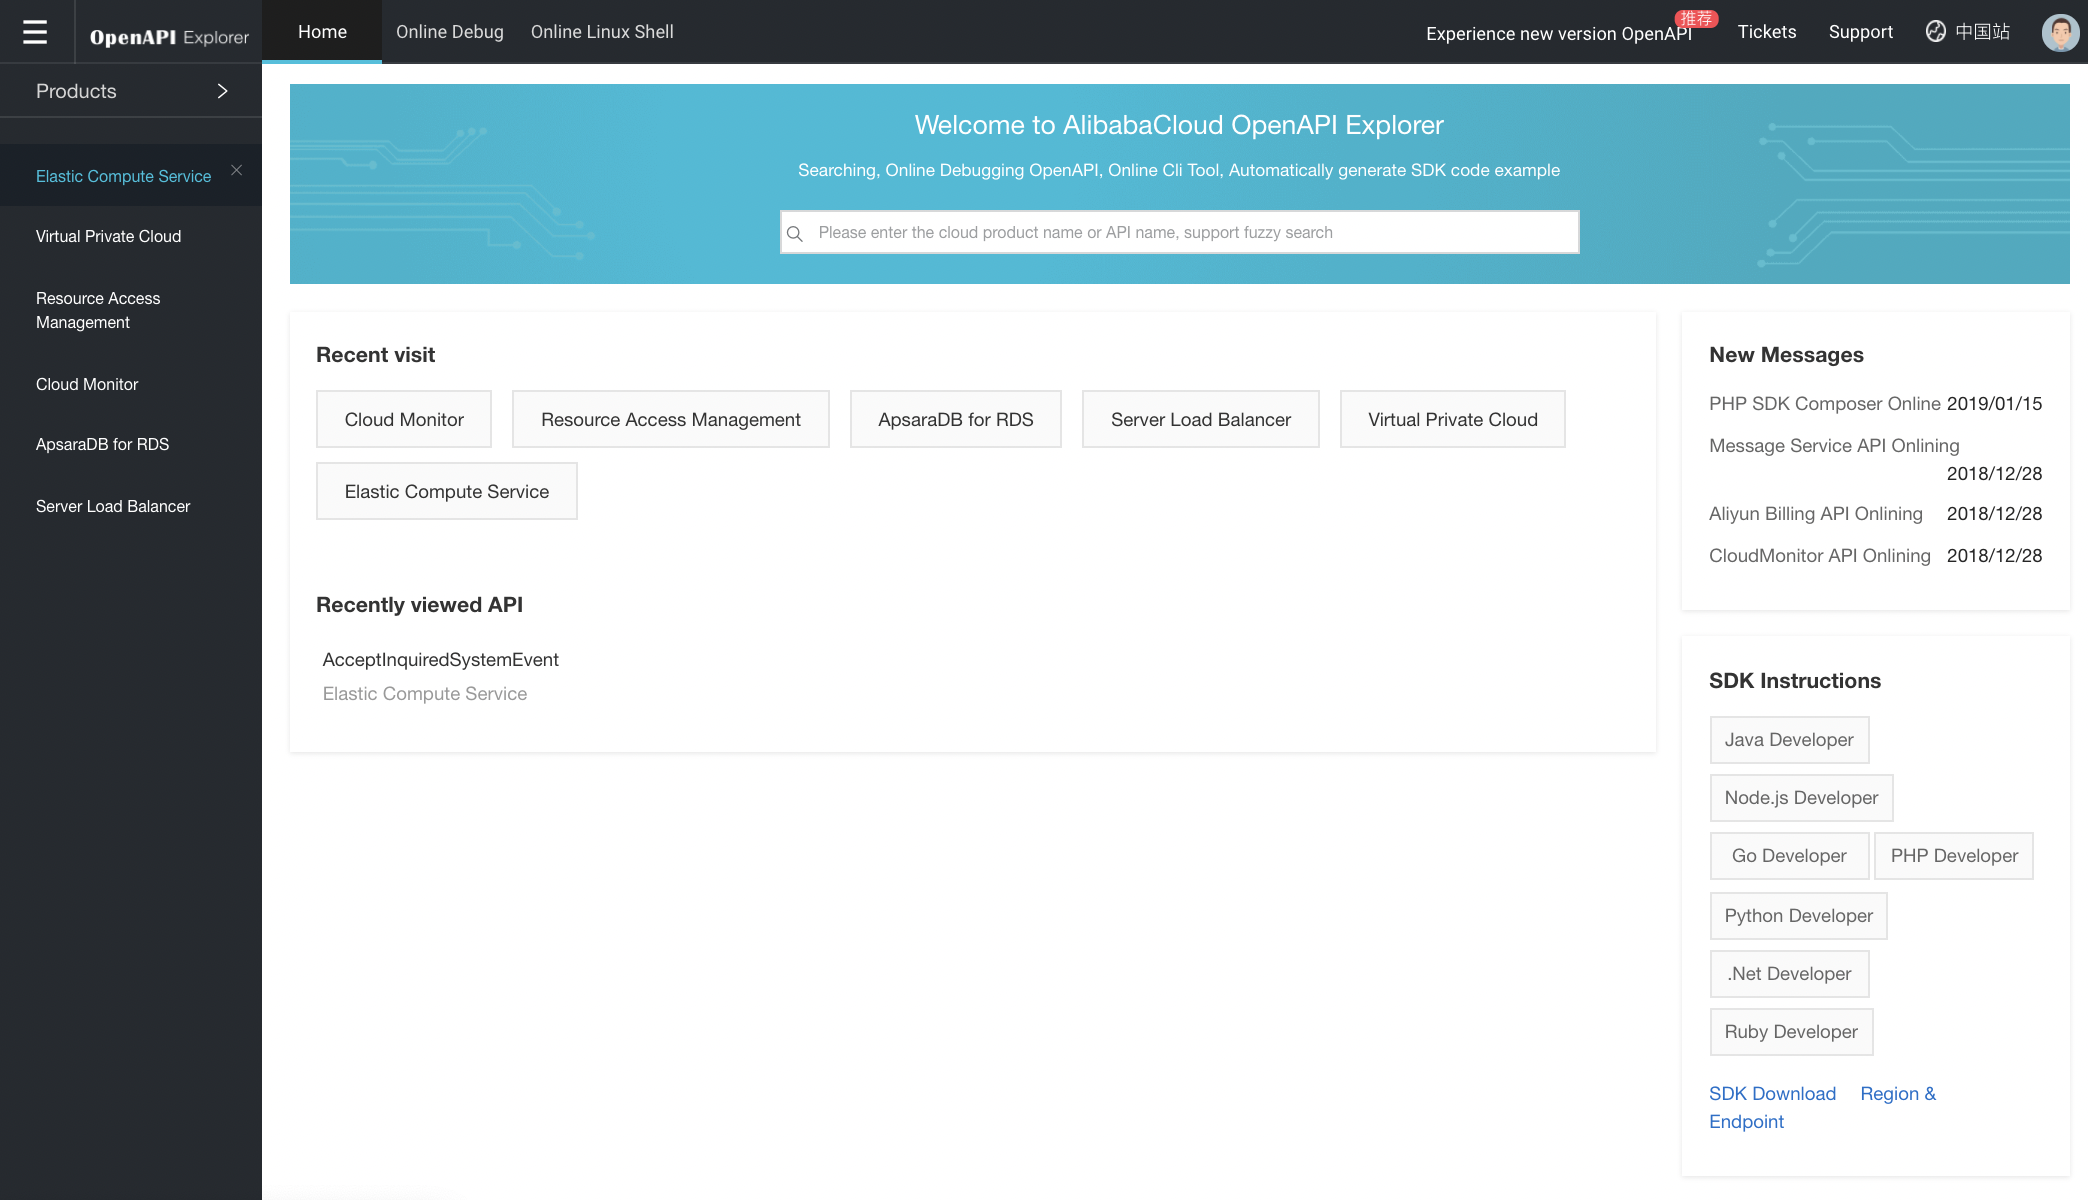 OpenAPI Explorer
Home
Online Debug
Online Linux Shell
Experience new version OpenAPI
推荐
Tickets
Support
中国站
Products
Elastic Compute Service
Virtual Private Cloud
Resource Access
Management
Cloud Monitor
ApsaraDB for RDS
Server Load Balancer
Welcome to AlibabaCloud OpenAPI Explorer
Searching, Online Debugging OpenAPI, Online Cli Tool, Automatically generate SDK code example
Please enter the cloud product name or API name, support fuzzy search
Recent visit
Cloud Monitor
Resource Access Management
ApsaraDB for RDS
Server Load Balancer
Virtual Private Cloud
Elastic Compute Service
Recently viewed API
AcceptInquiredSystemEvent
Elastic Compute Service
New Messages
PHP SDK Composer Online 2019/01/15
Message Service API Onlining
2018/12/28
Aliyun Billing API Onlining 2018/12/28
CloudMonitor API Onlining 2018/12/28
SDK Instructions
Java Developer
Node.js Developer
Go Developer
PHP Developer
Python Developer
.Net Developer
Ruby Developer
SDK Download Region &
Endpoint